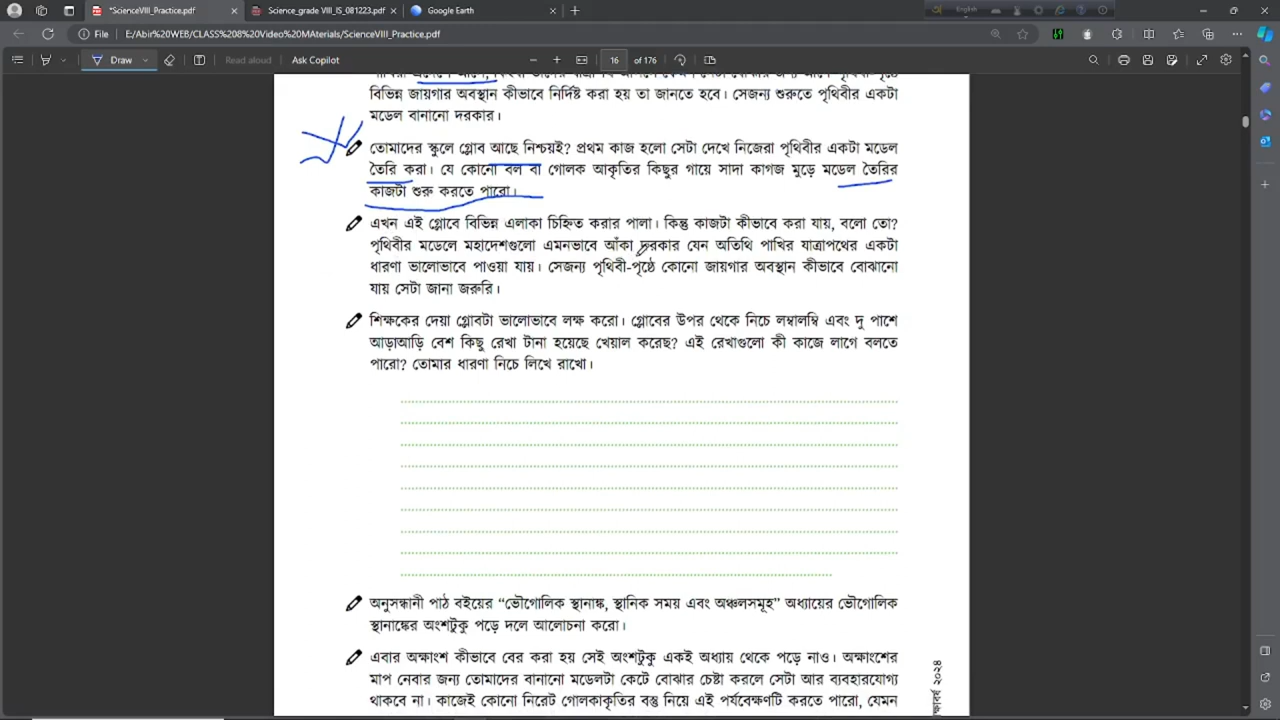 *ScienceVIII_Practice.pdf
Science_grade VIII_IS_081223.pdf
Google Earth
English
File
E:/Abir%20WEB/CLASS%208%20Video%20MAterials/ScienceVIII_Practice.pdf
Draw
Read aloud
Ask Copilot
16 of 176
বিভিন্ন জায়গার অবস্থান কীভাবে নির্দিষ্ট করা হয় তা জানতে হবে। সেজন্য শুরুতে পৃথিবীর একটা
মডেল বানানো দরকার।
তোমাদের স্কুলে গ্লোব আছে নিশ্চয়ই? প্রথম কাজ হলো সেটা দেখে নিজেরা পৃথিবীর একটা মডেল
তৈরি করা। যে কোনো বল বা গোলক আকৃতির কিছুর গায়ে সাদা কাগজ মুড়ে মডেল তৈরির
কাজটা শুরু করতে পারো।
এখন এই গ্লোবে বিভিন্ন এলাকা চিহ্নিত করার পালা। কিন্তু কাজটা কীভাবে করা যায়, বলো তো?
পৃথিবীর মডেলে মহাদেশগুলো এমনভাবে আঁকা দরকার যেন অতিথি পাখির যাত্রাপথের একটা
ধারণা ভালোভাবে পাওয়া যায়। সেজন্য পৃথিবী-পৃষ্ঠে কোনো জায়গার অবস্থান কীভাবে বোঝানো
যায় সেটা জানা জরুরি।
শিক্ষকের দেয়া গ্লোবটা ভালোভাবে লক্ষ করো। গ্লোবের উপর থেকে নিচে লম্বালম্বি এবং দু পাশে
আড়াআড়ি বেশ কিছু রেখা টানা হয়েছে খেয়াল করেছ? এই রেখাগুলো কী কাজে লাগে বলতে
পারো? তোমার ধারণা নিচে লিখে রাখো।
অনুসন্ধানী পাঠ বইয়ের “ভৌগোলিক স্থানাঙ্ক, স্থানিক সময় এবং অঞ্চলসমূহ” অধ্যায়ের ভৌগোলিক
স্থানাঙ্কের অংশটুকু পড়ে দলে আলোচনা করো।
এবার অক্ষাংশ কীভাবে বের করা হয় সেই অংশটুকু একই অধ্যায় থেকে পড়ে নাও। অক্ষাংশের
মাপ নেবার জন্য তোমাদের বানানো মডেলটা কেটে বোঝার চেষ্টা করলে সেটা আর ব্যবহারযোগ্য
থাকবে না। কাজেই কোনো নিরেট গোলকাকৃতির বস্তু নিয়ে এই পর্যবেক্ষণটি করতে পারো, যেমন
২০২৪